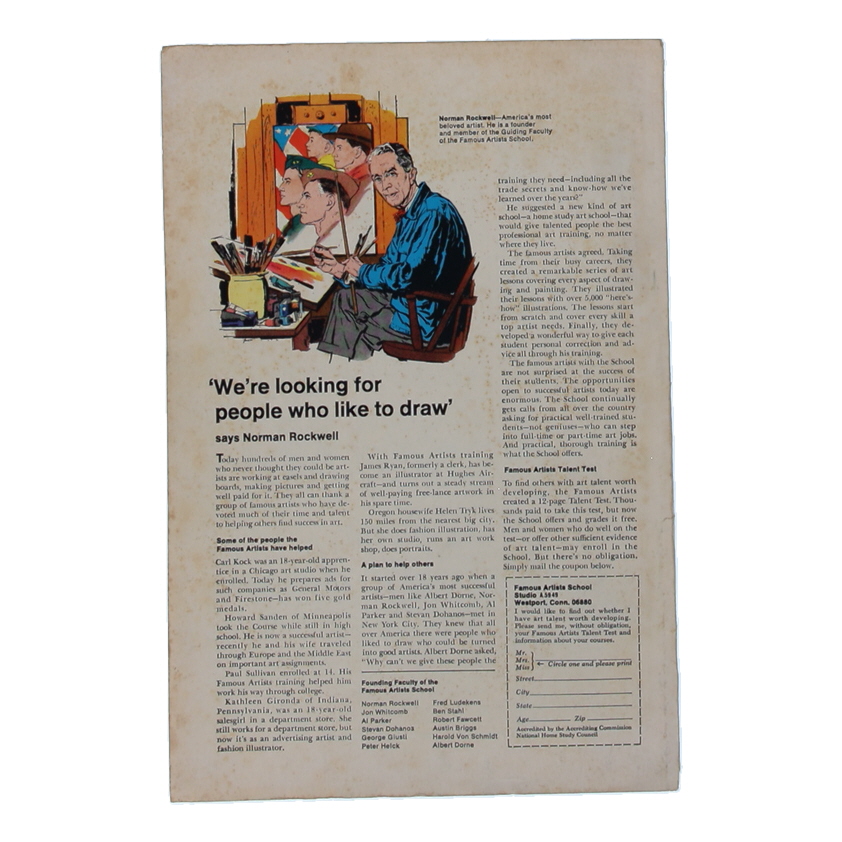 Norman Rockwell—America's most
beloved artist. He is a founder
and member of the Guiding Faculty
of the Famous Artists School.
'We're looking for
people who like to draw'
says Norman Rockwell
Today hundreds of men and women
who never thought they could be art-
ists are working at easels and drawing
boards, making pictures and getting
well paid for it. They all can thank a
group of famous artists who have de-
voted much of their time and talent
to helping others find success in art.
Some of the people the
Famous Artists have helped
Carl Kock was an 18-year-old appren-
tice in a Chicago art studio when he
enrolled. Today he prepares ads for
such companies as General Motors
and Firestone—has won five gold
medals.
Howard Sanden of Minneapolis
took the Course while still in high
school. He is now a successful artist—
recently he and his wife traveled
through Europe and the Middle East
on important art assignments.
Paul Sullivan enrolled at 14. His
Famous Artists training helped him
work his way through college.
Kathleen Gironda of Indiana,
Pennsylvania, was an 18-year-old
salesgirl in a department store. She
still works for a department store, but
now it's as an advertising artist and
fashion illustrator.
With Famous Artists training
James Ryan, formerly a clerk, has be-
come an illustrator at Hughes Air-
craft—and turns out a steady stream
of well-paying free-lance artwork in
his spare time.
Oregon housewife Helen Tryk lives
150 miles from the nearest big city.
But she does fashion illustration, has
her own studio, runs an art work
shop, does portraits.
A plan to help others
It started over 18 years ago when a
group of America's most successful
artists—men like Albert Dorne, Nor-
man Rockwell, Jon Whitcomb, Al
Parker and Stevan Dohanos—met in
New York City. They knew that all
over America there were people who
liked to draw who could be turned
into good artists. Albert Dorne asked,
"Why can't we give these people the
Founding Faculty of the
Famous Artists School
Norman Rockwell
Jon Whitcomb
Al Parker
Stevan Dohanos
George Giusti
Peter Helck
Fred Ludekens
Ben Stahl
Robert Fawcett
Austin Briggs
Harold Von Schmidt
Albert Dorne
training they need—including all the
trade secrets and know-how we've
learned over the years?"
He suggested a new kind of art
school—a home study art school—that
would give talented people the best
professional art training, no matter
where they live.
The famous artists agreed. Taking
time from their busy careers, they
created a remarkable series of art
lessons covering every aspect of draw-
ing and painting. They illustrated
their lessons with over 5,000 "here's-
how" illustrations. The lessons start
from scratch and cover every skill a
top artist needs. Finally, they de-
veloped a wonderful way to give each
student personal correction and ad-
vice all through his training.
The famous artists with the School
are not surprised at the success of
their students. The opportunities
open to successful artists today are
enormous. The School continually
gets calls from all over the country
asking for practical well-trained stu-
dents—not geniuses—who can step
into full-time or part-time art jobs.
And practical, thorough training is
what the School offers.
Famous Artists Talent Test
To find others with art talent worth
developing, the Famous Artists
created a 12-page Talent Test. Thou-
sands paid to take this test, but now
the School offers and grades it free.
Men and women who do well on the
test—or offer other sufficient evidence
of art talent—may enroll in the
School. But there's no obligation.
Simply mail the coupon below.
Famous Artists School
Studio
Westport, Conn. 06880
I would like to find out whether I
have art talent worth developing.
Please send me, without obligation,
your Famous Artists Talent Test and
information about your courses.
Mr.
Mrs.
Miss
← Circle one and please print
Street
City
State
Age Zip
Accredited by the Accrediting Commission
National Home Study Council